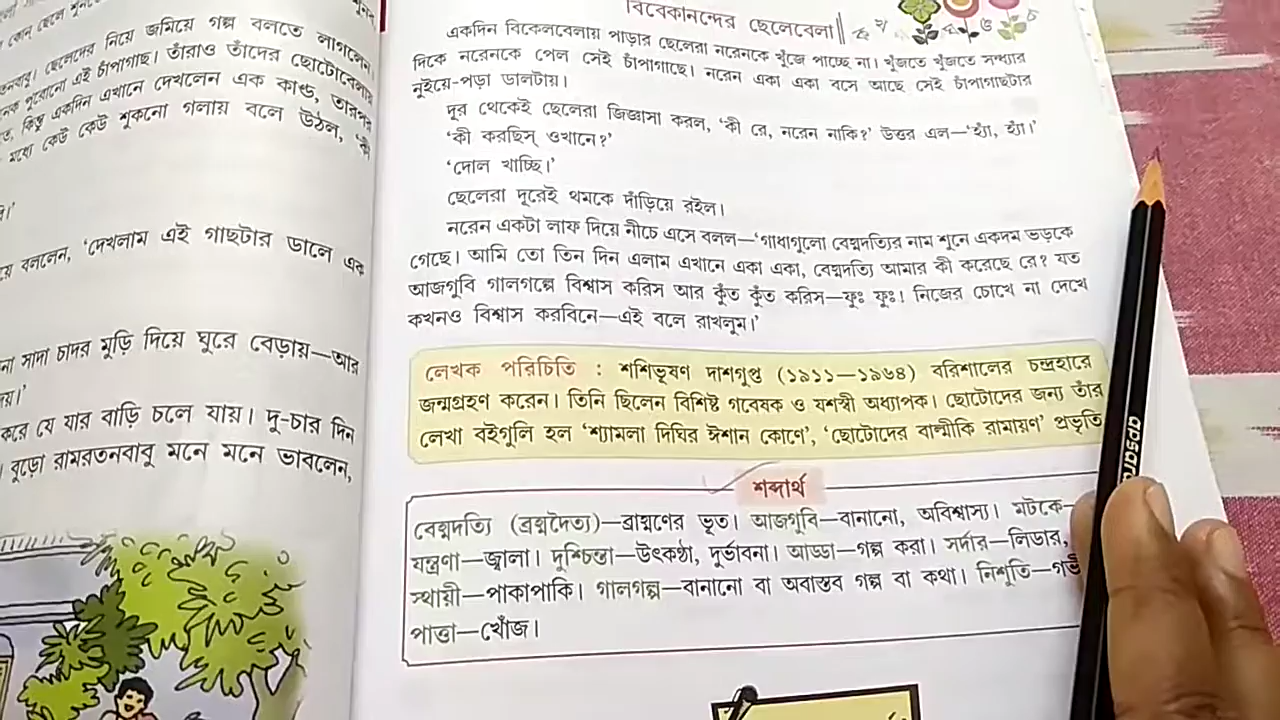 জমিয়ে গল্প বলতে লাগলেন।
ছেলেদের নিয়ে
পুরোনো এই চাঁপাগাছ। তাঁরাও তাঁদের ছোটোবেলায়
কিন্তু একদিন এখানে দেখলেন এক কাণ্ড, তারপর
মধ্যে কেউ কেউ শুকনো গলায় বলে উঠল, ‘কী
বললেন, ‘দেখলাম এই গাছটার ডালে এক
সাদা চাদর মুড়ি দিয়ে ঘুরে বেড়ায়—আর
করে যে যার বাড়ি চলে যায়। দু-চার দিন
বুড়ো রামরতনবাবু মনে মনে ভাবলেন,
বিবেকানন্দের ছেলেবেলা
একদিন বিকেলবেলায় পাড়ার ছেলেরা নরেনকে খুঁজে পাচ্ছে না। খুঁজতে খুঁজতে সন্ধ্যার
দিকে নরেনকে পেল সেই চাঁপাগাছে। নরেন একা একা বসে আছে সেই চাঁপাগাছটার
নুইয়ে-পড়া ডালটায়।
দূর থেকেই ছেলেরা জিজ্ঞাসা করল, ‘কী রে, নরেন নাকি?’ উত্তর এল—‘হ্যাঁ, হ্যাঁ।’
‘কী করছিস্ ওখানে?’
‘দোল খাচ্ছি।’
ছেলেরা দূরেই থমকে দাঁড়িয়ে রইল।
নরেন একটা লাফ দিয়ে নীচে এসে বলল—‘গাধাগুলো বেহ্মদত্যির নাম শুনে একদম ভড়কে
গেছে। আমি তো তিন দিন এলাম এখানে একা একা, বেহ্মদত্যি আমার কী করেছে রে? যত
আজগুবি গালগল্পে বিশ্বাস করিস আর কুঁত কুঁত করিস—ফুঃ ফুঃ! নিজের চোখে না দেখে
কখনও বিশ্বাস করবিনে—এই বলে রাখলুম।’
লেখক পরিচিতি : শশিভূষণ দাশগুপ্ত (১৯১১—১৯৬৪) বরিশালের চন্দ্রহারে
জন্মগ্রহণ করেন। তিনি ছিলেন বিশিষ্ট গবেষক ও যশস্বী অধ্যাপক। ছোটোদের জন্য তাঁর
লেখা বইগুলি হল ‘শ্যামলা দিঘির ঈশান কোণে’, ‘ছোটোদের বাল্মীকি রামায়ণ’ প্রভৃতি
শব্দার্থ
বেহ্মদত্যি (ব্রহ্মদৈত্য)—ব্রাহ্মণের ভূত। আজগুবি—বানানো, অবিশ্বাস্য। মটকে—
যন্ত্রণা—জ্বালা। দুশ্চিন্তা—উৎকণ্ঠা, দুর্ভাবনা। আড্ডা—গল্প করা। সর্দার—লিডার,
স্থায়ী—পাকাপাকি। গালগল্প—বানানো বা অবাস্তব গল্প বা কথা। নিশুতি—
পাত্তা—খোঁজ।
apsara